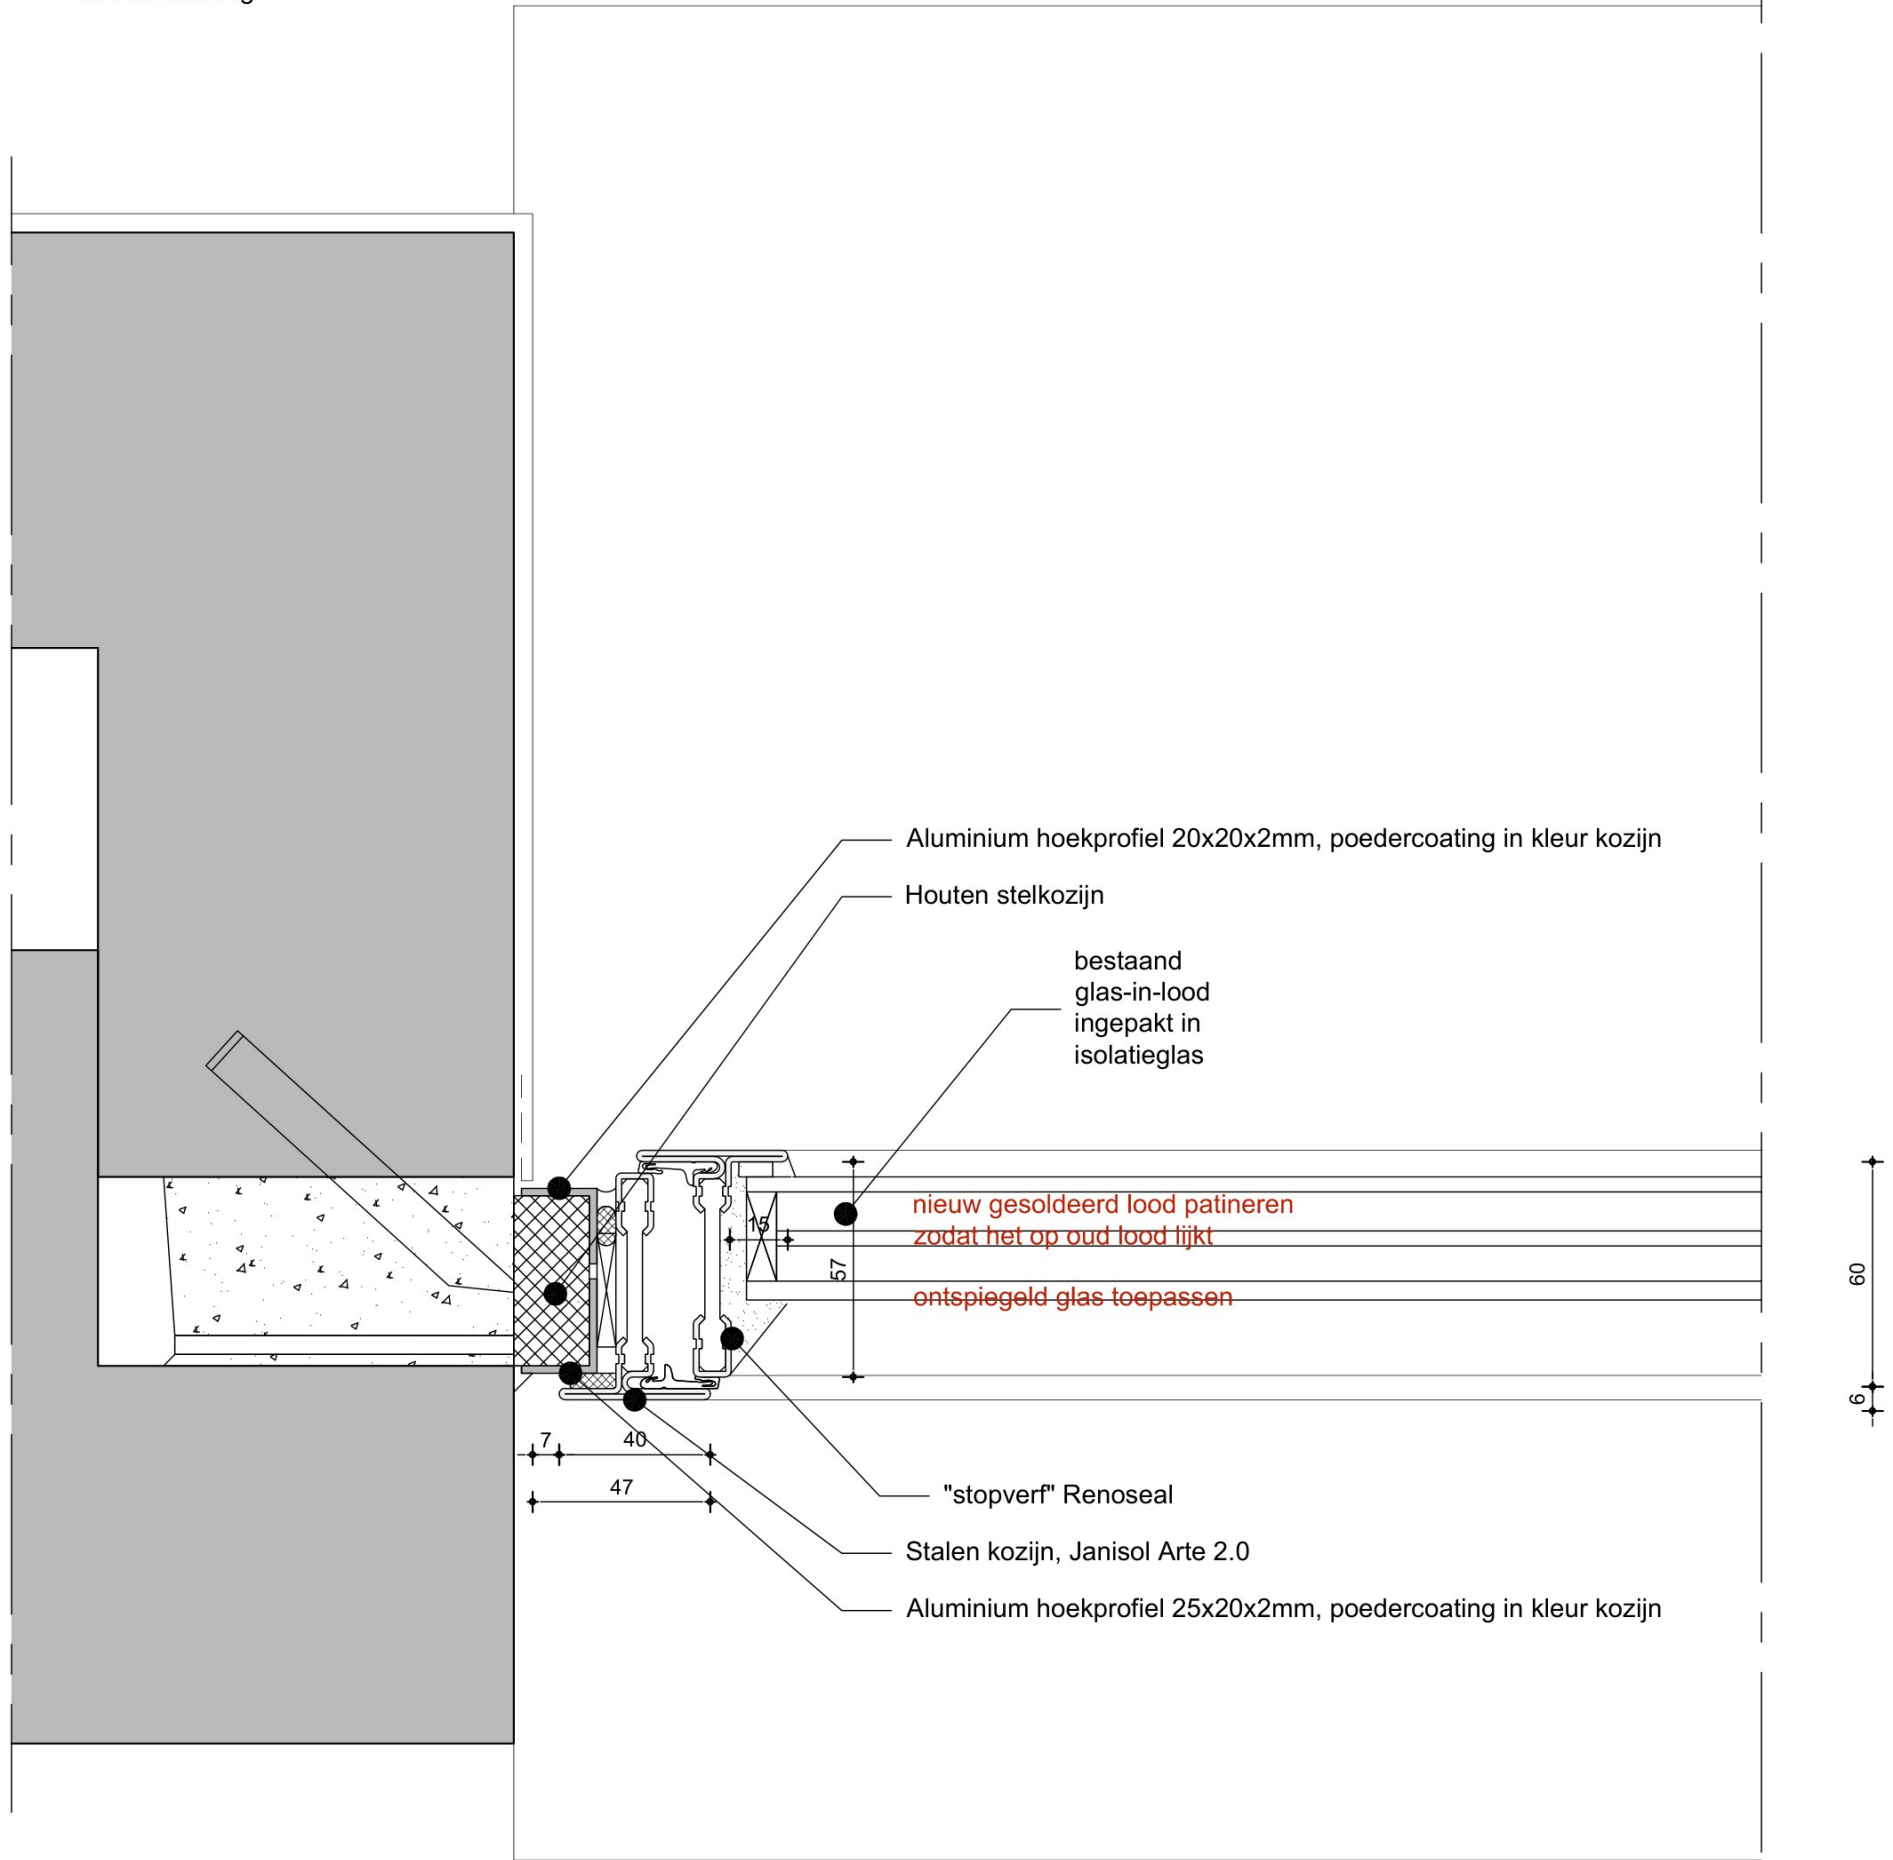 Aluminium hoekprofiel 20x20x2mm, poedercoating in kleur kozijn
Houten stelkozijn
bestaand
glas-in-lood
ingepakt in
isolatieglas
nieuw gesoldeerd lood patineren
15
zodat het op oud lood lijkt
57
60
ontspiegeld glas toepassen
6
7
40
47
"stopverf" Renoseal
Stalen kozijn, Janisol Arte 2.0
Aluminium hoekprofiel 25x20x2mm, poedercoating in kleur kozijn